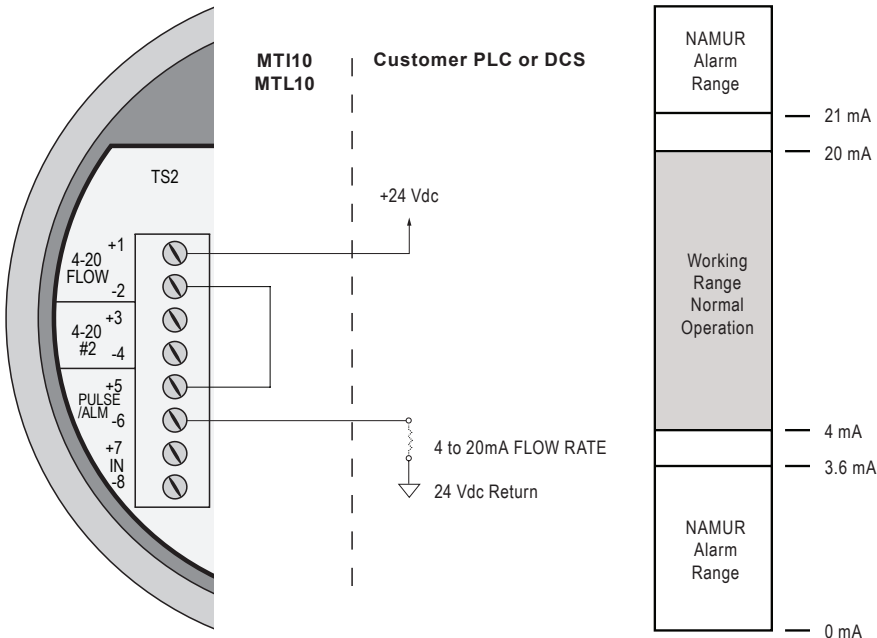 MTI10
MTL10
Customer PLC or DCS
TS2
+24 Vdc
4-20
FLOW
+1
-2
4-20
#2
+3
-4
PULSE
/ALM
+5
-6
+7
IN
-8
4 to 20mA FLOW RATE
24 Vdc Return
NAMUR
Alarm
Range
21 mA
20 mA
Working
Range
Normal
Operation
4 mA
3.6 mA
NAMUR
Alarm
Range
0 mA